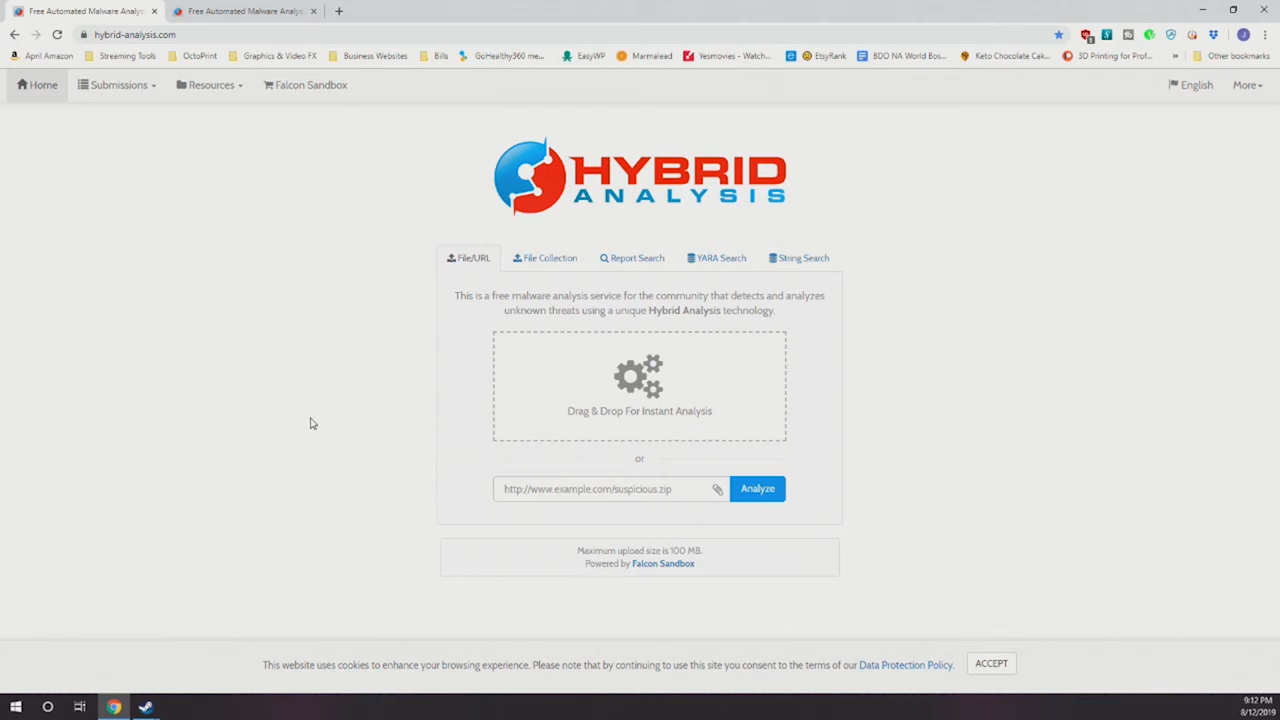 Free Automated Malware Analys
Free Automated Malware Analys
hybrid-analysis.com
April Amazon
Streaming Tools
OctoPrint
Graphics & Video FX
Business Websites
Bills
GoHealthy360 me...
EasyWP
Marmalead
Yesmovies - Watch...
EtsyRank
BDO NA World Bos...
Keto Chocolate Cak...
3D Printing for Prof...
Other bookmarks
Home
Submissions
Resources
Falcon Sandbox
English
More
HYBRID
ANALYSIS
File/URL
File Collection
Report Search
YARA Search
String Search
This is a free malware analysis service for the community that detects and analyzes
unknown threats using a unique Hybrid Analysis technology.
Drag & Drop For Instant Analysis
or
http://www.example.com/suspicious.zip
Analyze
Maximum upload size is 100 MB.
Powered by Falcon Sandbox
This website uses cookies to enhance your browsing experience. Please note that by continuing to use this site you consent to the terms of our Data Protection Policy.
ACCEPT
9:12 PM
8/12/2019